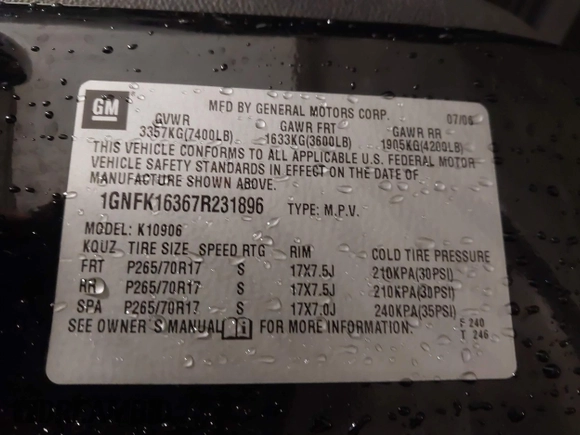 GM
MFD BY GENERAL MOTORS CORP. 07/06
GVWR GAWR FRT GAWR RR
3357KG(7400LB) 1633KG(3600LB) 1905KG(4200LB)
THIS VEHICLE CONFORMS TO ALL APPLICABLE U.S. FEDERAL MOTOR
VEHICLE SAFETY STANDARDS IN EFFECT ON THE DATE OF
MANUFACTURE SHOWN ABOVE.
1GNFK16367R231896 TYPE: M.P.V.
MODEL: K10906
KQUZ TIRE SIZE SPEED RTG RIM COLD TIRE PRESSURE
FRT P265/70R17 S 17X7.5J 210KPA(30PSI)
RR P265/70R17 S 17X7.5J 210KPA(30PSI)
SPA P265/70R17 S 17X7.0J 240KPA(35PSI)
SEE OWNER'S MANUAL FOR MORE INFORMATION. F 240
T 246